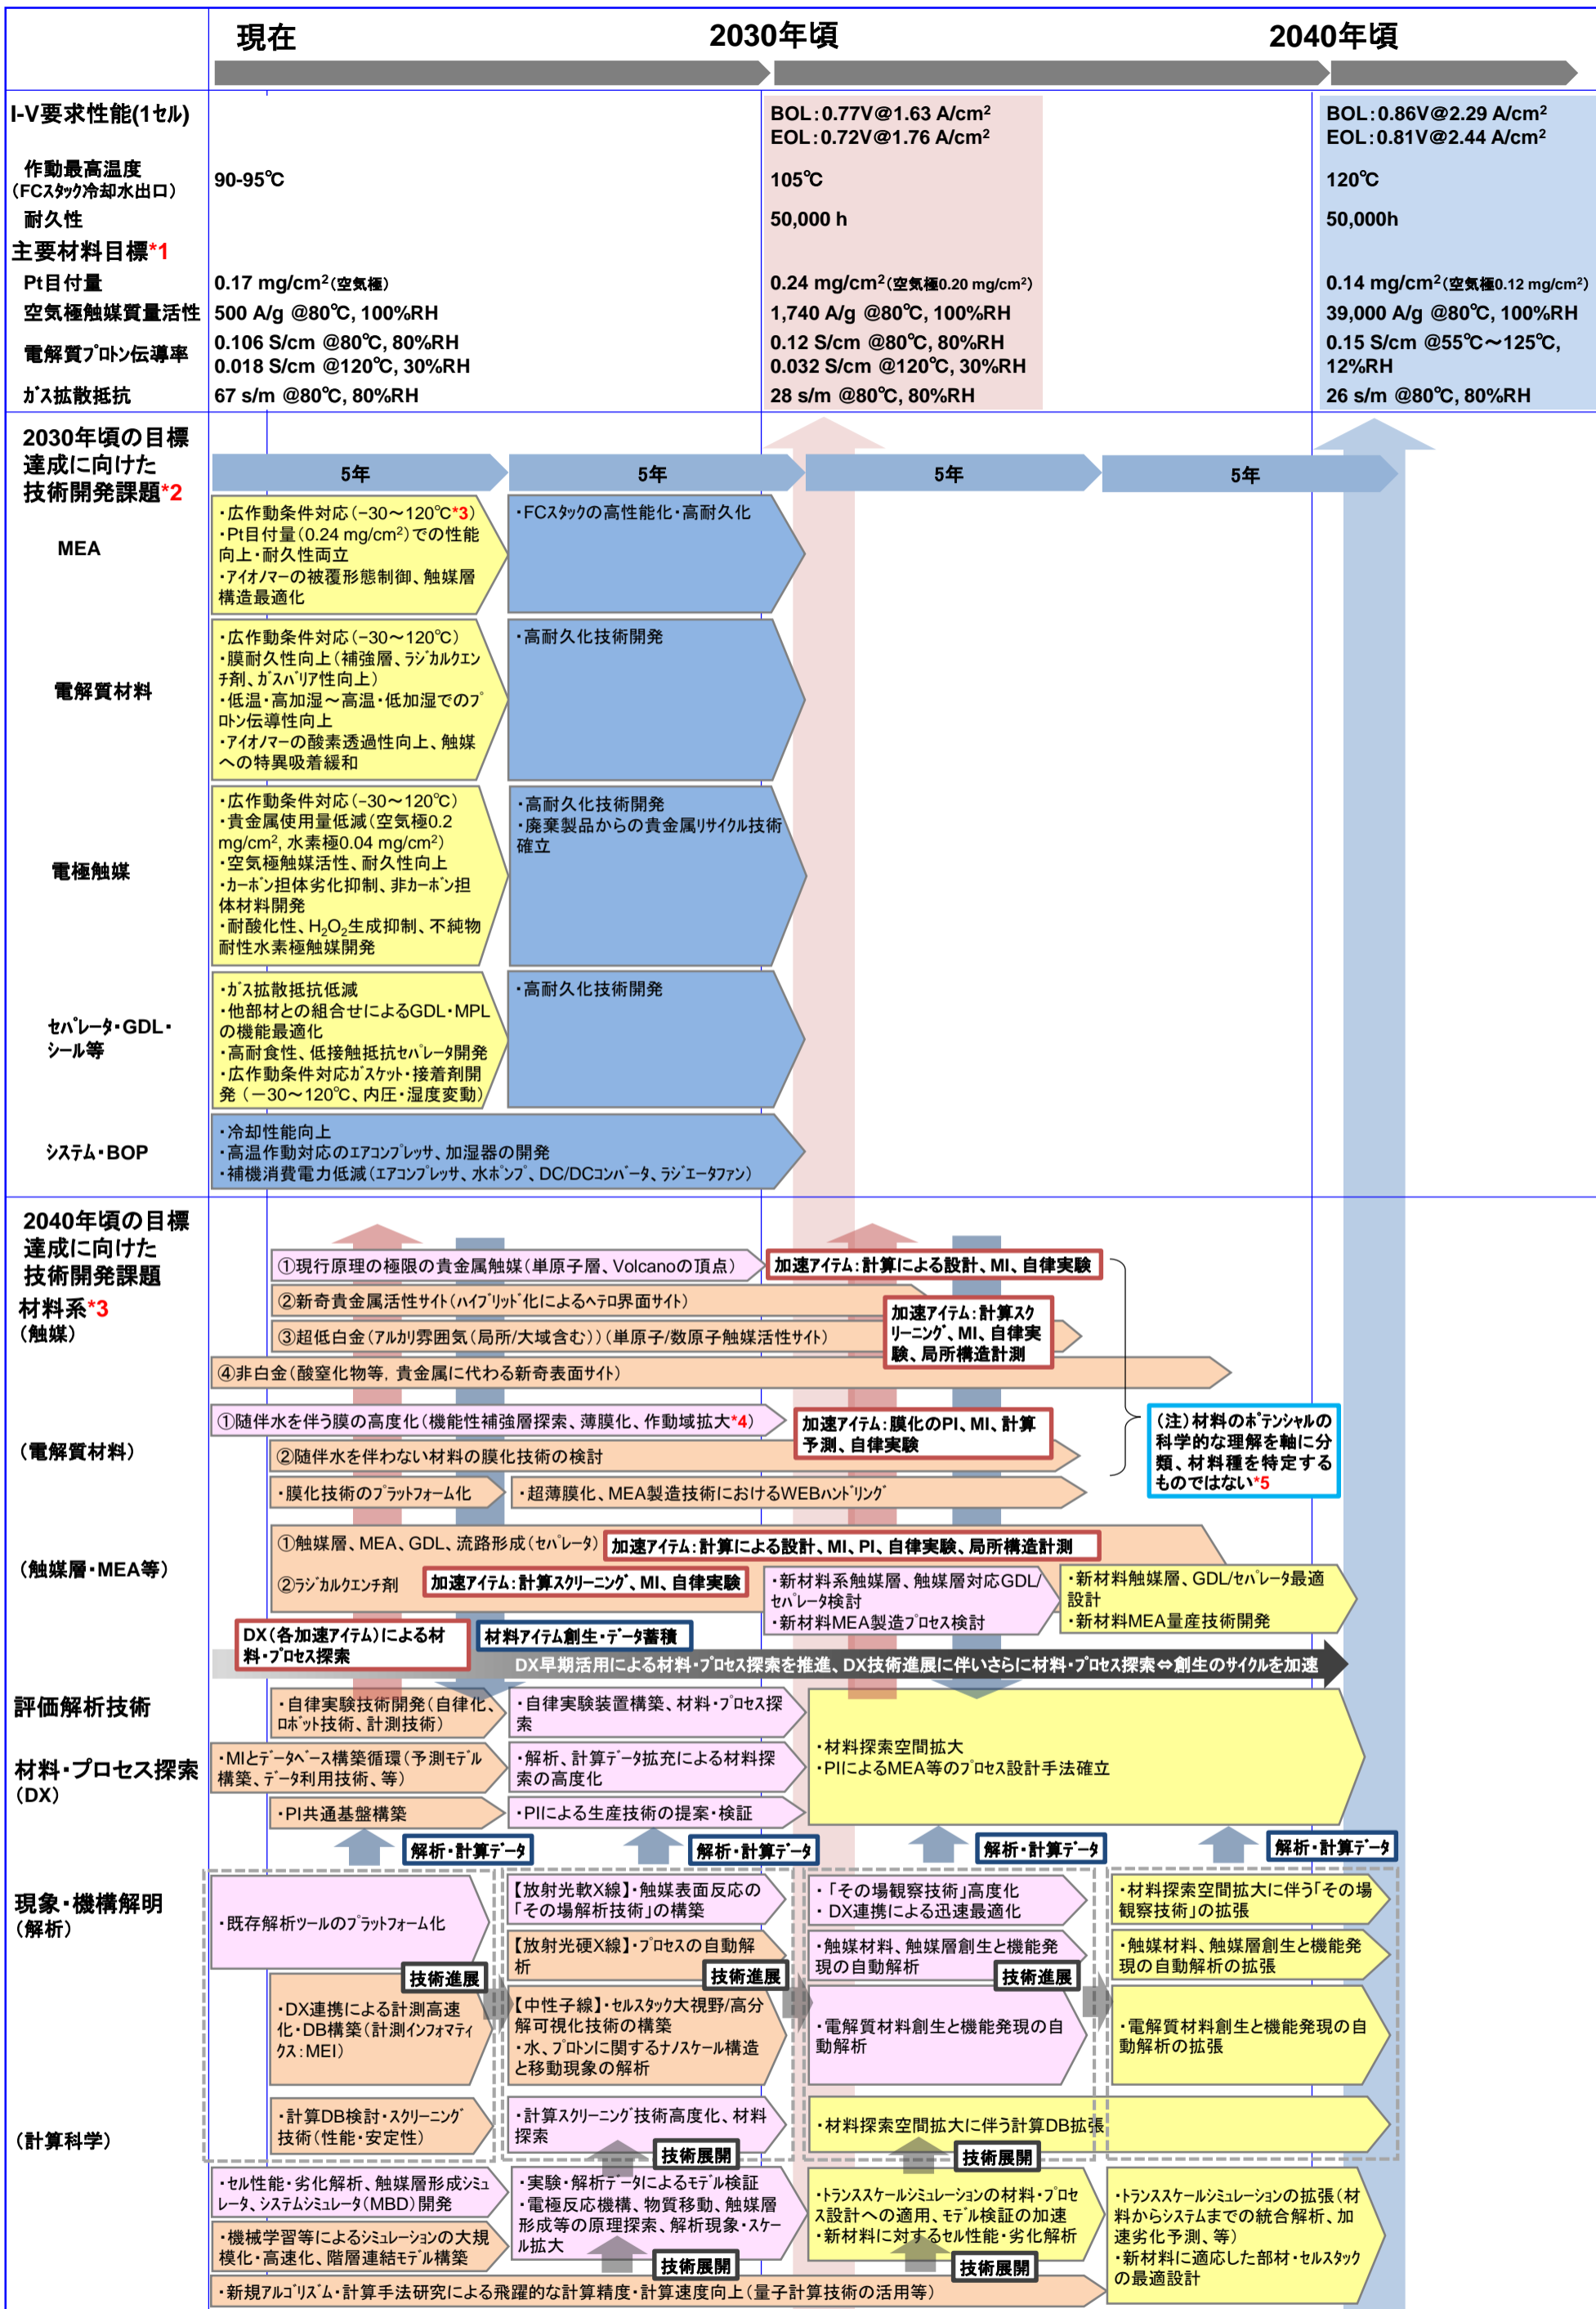 現在
2030年頃
2040年頃
I-V要求性能(1ｾﾙ)
BOL：0.77V@1.63 A/cm²
EOL：0.72V@1.76 A/cm²
BOL：0.86V@2.29 A/cm²
EOL：0.81V@2.44 A/cm²
作動最高温度
（FCｽﾀｯｸ冷却水出口）
90-95℃
105℃
120℃
耐久性
50,000 h
50,000h
主要材料目標*1
Pt目付量
0.17 mg/cm²（空気極）
0.24 mg/cm²（空気極0.20 mg/cm²）
0.14 mg/cm²（空気極0.12 mg/cm²）
空気極触媒質量活性
500 A/g @80℃, 100%RH
1,740 A/g @80℃, 100%RH
39,000 A/g @80℃, 100%RH
電解質ﾌﾟﾛﾄﾝ伝導率
0.106 S/cm @80℃, 80%RH
0.018 S/cm @120℃, 30%RH
0.12 S/cm @80℃, 80%RH
0.032 S/cm @120℃, 30%RH
0.15 S/cm @55℃～125℃,
12%RH
ｶﾞｽ拡散抵抗
67 s/m @80℃, 80%RH
28 s/m @80℃, 80%RH
26 s/m @80℃, 80%RH
2030年頃の目標
達成に向けた
技術開発課題*2
5年
5年
5年
5年
MEA
・広作動条件対応（−30～120℃*3）
・Pt目付量（0.24 mg/cm²）での性能
向上・耐久性両立
・ｱｲｵﾉﾏｰの被覆形態制御、触媒層
構造最適化
・FCｽﾀｯｸの高性能化・高耐久化
電解質材料
・広作動条件対応（−30～120℃）
・膜耐久性向上（補強層、ﾗｼﾞｶﾙｸｴﾝ
ﾁ剤、ｶﾞｽﾊﾞﾘｱ性向上）
・低温・高加湿～高温・低加湿でのﾌﾟ
ﾛﾄﾝ伝導性向上
・ｱｲｵﾉﾏｰの酸素透過性向上、触媒
への特異吸着緩和
・高耐久化技術開発
電極触媒
・広作動条件対応（−30～120℃）
・貴金属使用量低減（空気極0.2
mg/cm², 水素極0.04 mg/cm²）
・空気極触媒活性、耐久性向上
・ｶｰﾎﾞﾝ担体劣化抑制、非ｶｰﾎﾞﾝ担
体材料開発
・耐酸化性、H₂O₂生成抑制、不純物
耐性水素極触媒開発
・高耐久化技術開発
・廃棄製品からの貴金属ﾘｻｲｸﾙ技術
確立
ｾﾊﾟﾚｰﾀ・GDL・
ｼｰﾙ等
・ｶﾞｽ拡散抵抗低減
・他部材との組合せによるGDL・MPL
の機能最適化
・高耐食性、低接触抵抗ｾﾊﾟﾚｰﾀ開発
・広作動条件対応ｶﾞｽｹｯﾄ・接着剤開
発（－30～120℃、内圧・湿度変動）
・高耐久化技術開発
ｼｽﾃﾑ・BOP
・冷却性能向上
・高温作動対応のｴｱｺﾝﾌﾟﾚｯｻ、加湿器の開発
・補機消費電力低減（ｴｱｺﾝﾌﾟﾚｯｻ、水ﾎﾟﾝﾌﾟ、DC/DCｺﾝﾊﾞｰﾀ、ﾗｼﾞｴｰﾀﾌｧﾝ）
2040年頃の目標
達成に向けた
技術開発課題
材料系*3
（触媒）
①現行原理の極限の貴金属触媒（単原子層、Volcanoの頂点）
加速ｱｲﾃﾑ：計算による設計、MI、自律実験
②新奇貴金属活性サイト（ﾊｲﾌﾞﾘｯﾄﾞ化によるﾍﾃﾛ界面サイト）
③超低白金（ｱﾙｶﾘ雰囲気（局所/大域含む））（単原子/数原子触媒活性サイト）
加速ｱｲﾃﾑ：計算ｽｸ
ﾘｰﾆﾝｸﾞ、MI、自律実
験、局所構造計測
④非白金（酸窒化物等, 貴金属に代わる新奇表面サイト）
（電解質材料）
①随伴水を伴う膜の高度化（機能性補強層探索、薄膜化、作動域拡大*4）
加速ｱｲﾃﾑ：膜化のPI、MI、計算
予測、自律実験
②随伴水を伴わない材料の膜化技術の検討
・膜化技術のﾌﾟﾗｯﾄﾌｫｰﾑ化
・超薄膜化、MEA製造技術におけるWEBﾊﾝﾄﾞﾘﾝｸﾞ
（注）材料のﾎﾟﾃﾝｼｬﾙの
科学的な理解を軸に分
類、材料種を特定する
ものではない*5
（触媒層・MEA等）
①触媒層、MEA、GDL、流路形成（ｾﾊﾟﾚｰﾀ）
加速ｱｲﾃﾑ：計算による設計、MI、PI、自律実験、局所構造計測
②ﾗｼﾞｶﾙｸｴﾝﾁ剤
加速ｱｲﾃﾑ：計算ｽｸﾘｰﾆﾝｸﾞ、MI、自律実験
・新材料系触媒層、触媒層対応GDL/
ｾﾊﾟﾚｰﾀ検討
・新材料MEA製造プロセス検討
・新材料触媒層、GDL/ｾﾊﾟﾚｰﾀ最適
設計
・新材料MEA量産技術開発
DX（各加速ｱｲﾃﾑ）による材
料・ﾌﾟﾛｾｽ探索
材料ｱｲﾃﾑ創生・ﾃﾞｰﾀ蓄積
DX早期活用による材料・ﾌﾟﾛｾｽ探索を推進、DX技術進展に伴いさらに材料・ﾌﾟﾛｾｽ探索⇔創生のサイクルを加速
評価解析技術
・自律実験技術開発（自律化、
ﾛﾎﾞｯﾄ技術、計測技術）
・自律実験装置構築、材料・ﾌﾟﾛｾｽ探
索
・材料探索空間拡大
・PIによるMEA等のﾌﾟﾛｾｽ設計手法確立
材料・プロセス探索
（DX）
・MIとﾃﾞｰﾀﾍﾞｰｽ構築循環（予測ﾓﾃﾞﾙ
構築、ﾃﾞｰﾀ利用技術、等）
・解析、計算ﾃﾞｰﾀ拡充による材料探
索の高度化
・PI共通基盤構築
・PIによる生産技術の提案・検証
解析・計算ﾃﾞｰﾀ
解析・計算ﾃﾞｰﾀ
解析・計算ﾃﾞｰﾀ
解析・計算ﾃﾞｰﾀ
現象・機構解明
（解析）
・既存解析ツールのプラットフォーム化
【放射光軟X線】・触媒表面反応の
「その場解析技術」の構築
・「その場観察技術」高度化
・DX連携による迅速最適化
・材料探索空間拡大に伴う「その場
観察技術」の拡張
【放射光硬X線】・プロセスの自動解
析
・触媒材料、触媒層創生と機能発
現の自動解析
・触媒材料、触媒層創生と機能発
現の自動解析の拡張
技術進展
技術進展
技術進展
・DX連携による計測高速
化・DB構築（計測インフォマティ
クス：MEI）
【中性子線】・セルスタック大視野/高分
解可視化技術の構築
・水、プロトンに関するナノスケール構造
と移動現象の解析
・電解質材料創生と機能発現の自
動解析
・電解質材料創生と機能発現の自
動解析の拡張
（計算科学）
・計算DB検討・ｽｸﾘｰﾆﾝｸﾞ
技術（性能・安定性）
・計算ｽｸﾘｰﾆﾝｸﾞ技術高度化、材料
探索
・材料探索空間拡大に伴う計算DB拡張
技術展開
技術展開
・セル性能・劣化解析、触媒層形成ｼﾐｭ
ﾚｰﾀ、ｼｽﾃﾑｼﾐｭﾚｰﾀ（MBD）開発
・実験・解析ﾃﾞｰﾀによるモデル検証
・電極反応機構、物質移動、触媒層
形成等の原理探索、解析現象・スケー
ル拡大
・ﾄﾗﾝｽｽｹｰﾙｼﾐｭﾚｰｼｮﾝの材料・ﾌﾟﾛｾ
ｽ設計への適用、ﾓﾃﾞﾙ検証の加速
・新材料に対するセル性能・劣化解析
・ﾄﾗﾝｽｽｹｰﾙｼﾐｭﾚｰｼｮﾝの拡張（材
料からシステムまでの統合解析、加
速劣化予測、等）
・新材料に適応した部材・ｾﾙｽﾀｯｸ
の最適設計
・機械学習等によるｼﾐｭﾚｰｼｮﾝの大規
模化・高速化、階層連結ﾓﾃﾞﾙ構築
技術展開
技術展開
・新規ｱﾙｺﾞﾘｽﾞﾑ・計算手法研究による飛躍的な計算精度・計算速度向上（量子計算技術の活用等）